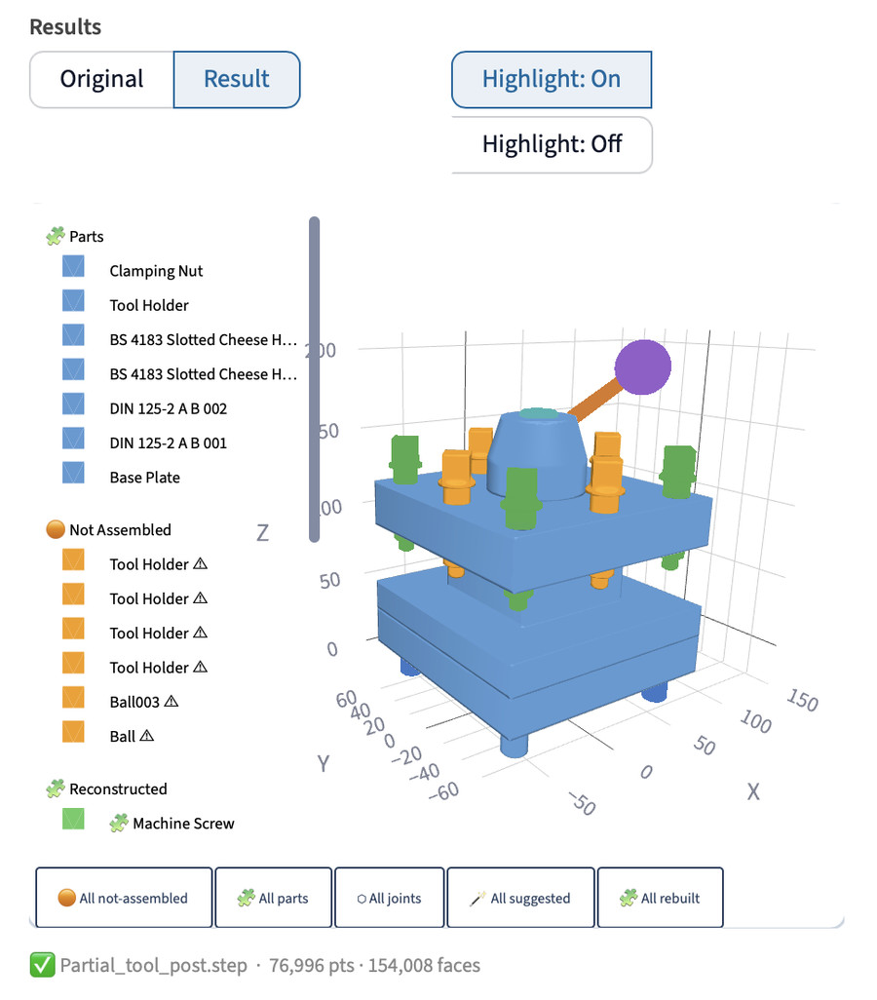 Results
Original Result Highlight: On
Highlight: Off
Parts
Clamping Nut
Tool Holder
BS 4183 Slotted Cheese H...
BS 4183 Slotted Cheese H...
DIN 125-2 A B 002
DIN 125-2 A B 001
Base Plate
Not Assembled
Tool Holder ⚠
Tool Holder ⚠
Tool Holder ⚠
Tool Holder ⚠
Ball003 ⚠
Ball ⚠
Reconstructed
Machine Screw
200
50
00
50
0
Z
60
40
20
0
−20
−40
−60
Y
−50
0
50
100
150
X
All not-assembled All parts All joints All suggested All rebuilt
Partial_tool_post.step · 76,996 pts · 154,008 faces